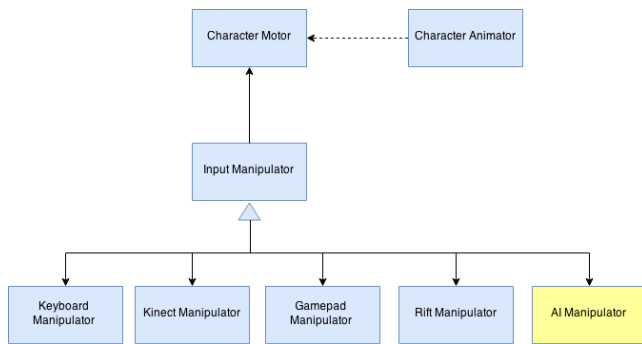 Character Motor
Character Animator
Input Manipulator
Keyboard
Manipulator
Kinect Manipulator
Gamepad
Manipulator
Rift Manipulator
AI Manipulator